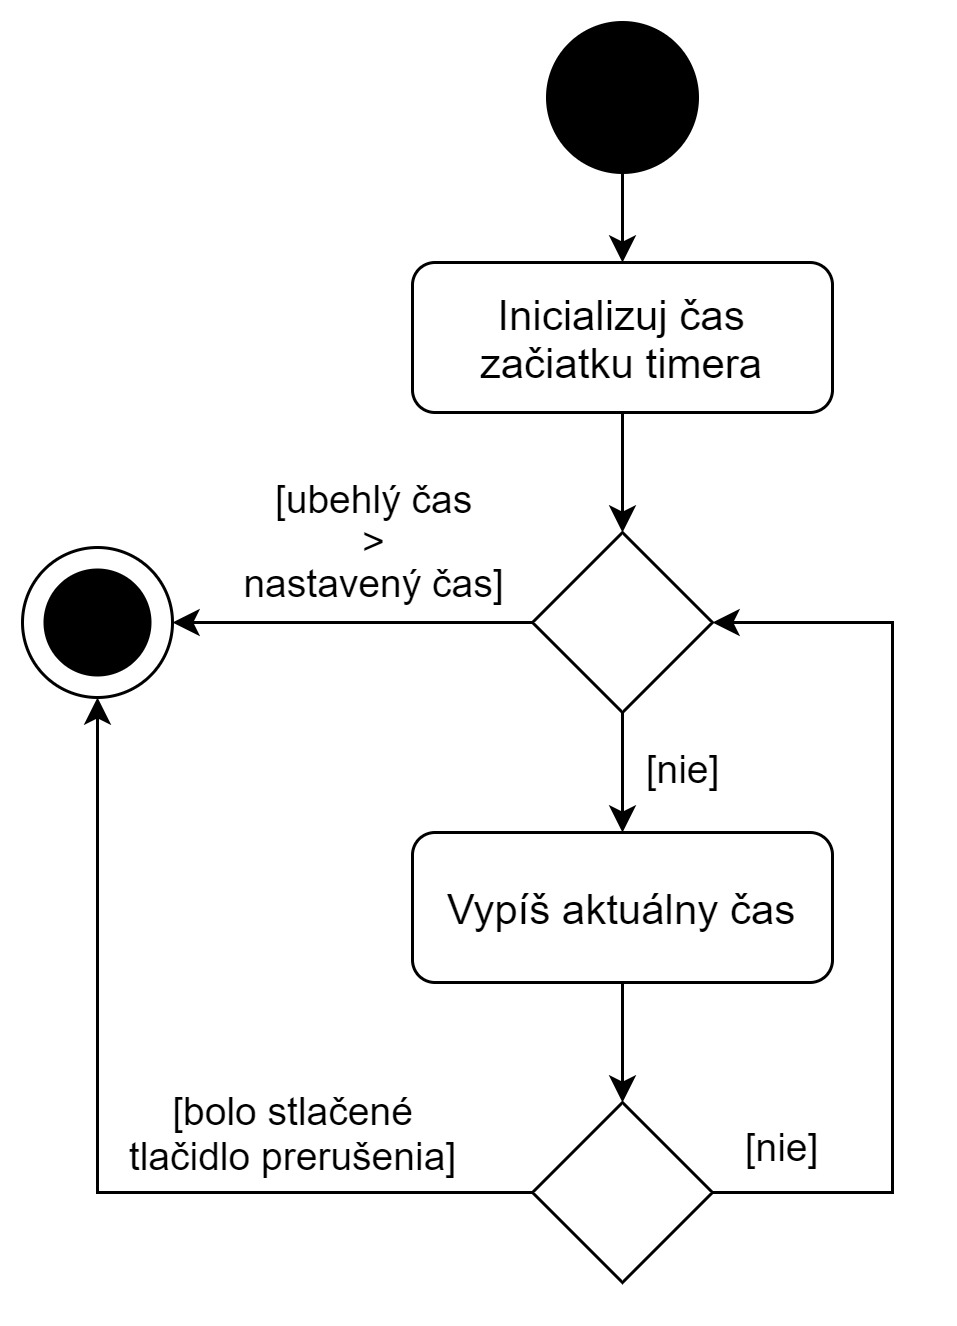 Inicializuj čas
začiatku timera
[ubehlý čas
>
nastavený čas]
[nie]
Vypíš aktuálny čas
[bolo stlačené
tlačidlo prerušenia]
[nie]